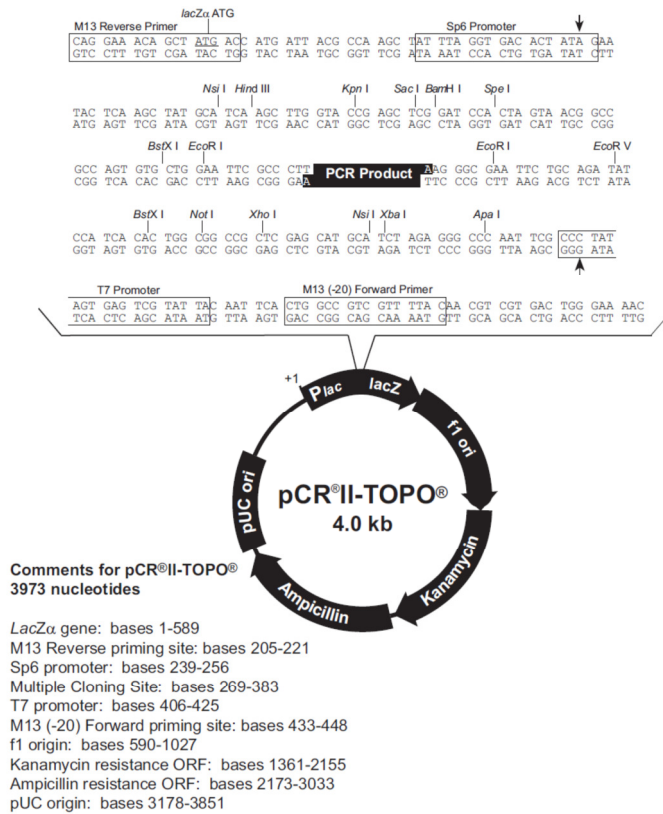 lacZα ATG
M13 Reverse Primer Sp6 Promoter
CAG GAA ACA GCT ATG ACC ATG ATT ACG CCA AGC TAT TTA GGT GAC ACT ATA GAA
GTC CTT TGT CGA TAC TGG TAC TAA TGC GGT TCG ATA AAT CCA CTG TGA TAT CTT
Nsi I Hind III Kpn I Sac I BamH I Spe I
TAC TCA AGC TAT GCA TCA AGC TTG GTA CCG AGC TCG GAT CCA CTA GTA ACG GCC
ATG AGT TCG ATA CGT AGT TCG AAC CAT GGC TCG AGC CTA GGT GAT CAT TGC CGG
BstX I EcoR I EcoR I EcoR V
GCC AGT GTG CTG GAA TTC GCC CTT PCR Product A AG GGC GAA TTC TGC AGA TAT
CGG TCA CAC GAC CTT AAG CGG GA A TTC CCG CTT AAG ACG TCT ATA
BstX I Not I Xho I Nsi I Xba I Apa I
CCA TCA CAC TGG CGG CCG CTC GAG CAT GCA TCT AGA GGG CCC AAT TCG CCC TAT
GGT AGT GTG ACC GCC GGC GAG CTC GTA CGT AGA TCT CCC GGG TTA AGC GGG ATA
T7 Promoter M13 (-20) Forward Primer
AGT GAG TCG TAT TAC AAT TCA CTG GCC GTC GTT TTA CAA CGT CGT GAC TGG GAA AAC
TCA CTC AGC ATA ATG TTA AGT GAC CGG CAG CAA AAT GTT GCA GCA CTG ACC CTT TTG
+1
Plac lacZ
f1 ori
Kanamycin
Ampicillin
pUC ori
pCR®II-TOPO®
4.0 kb
Comments for pCR®II-TOPO®
3973 nucleotides
LacZα gene: bases 1-589
M13 Reverse priming site: bases 205-221
Sp6 promoter: bases 239-256
Multiple Cloning Site: bases 269-383
T7 promoter: bases 406-425
M13 (-20) Forward priming site: bases 433-448
f1 origin: bases 590-1027
Kanamycin resistance ORF: bases 1361-2155
Ampicillin resistance ORF: bases 2173-3033
pUC origin: bases 3178-3851